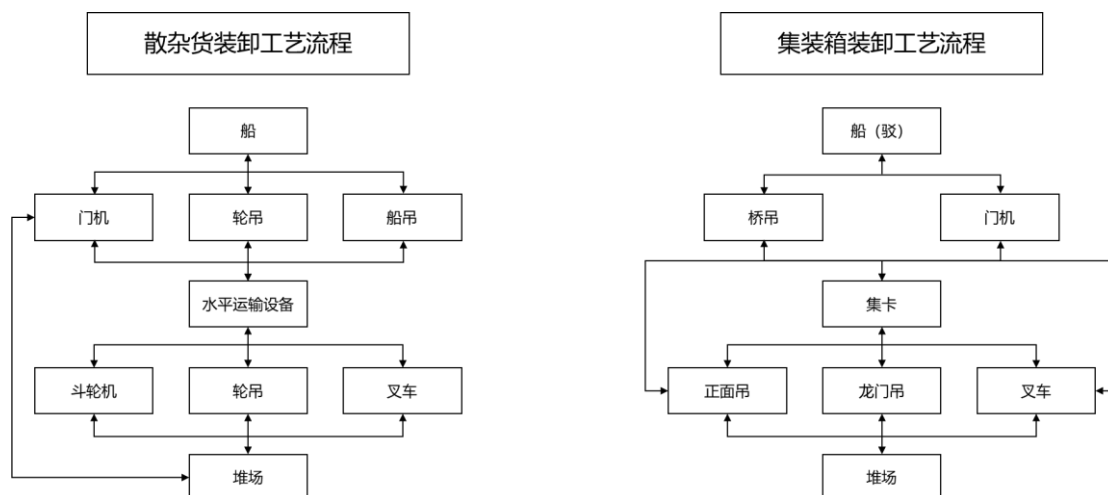 散杂货装卸工艺流程
船
门机
轮吊
船吊
水平运输设备
斗轮机
轮吊
叉车
堆场
集装箱装卸工艺流程
船（驳）
桥吊
门机
集卡
正面吊
龙门吊
叉车
堆场